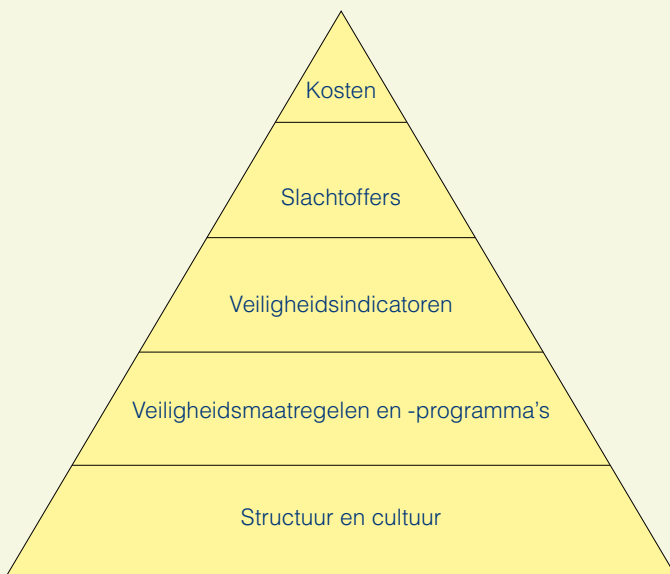 Kosten
Slachtoffers
Veiligheidsindicatoren
Veiligheidsmaatregelen en -programma's
Structuur en cultuur